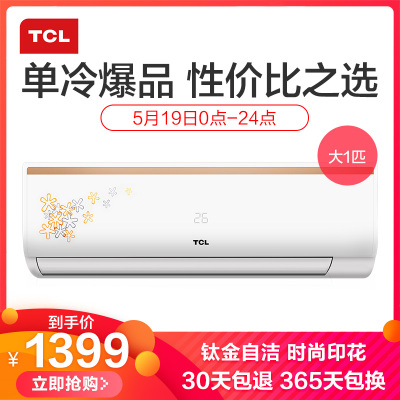 TCL
单冷爆品 性价比之选
5月19日0点-24点
大1匹
26
TCL
到手价
¥1399
立即抢购>
钛金自洁 时尚印花
30天包退 365天包换